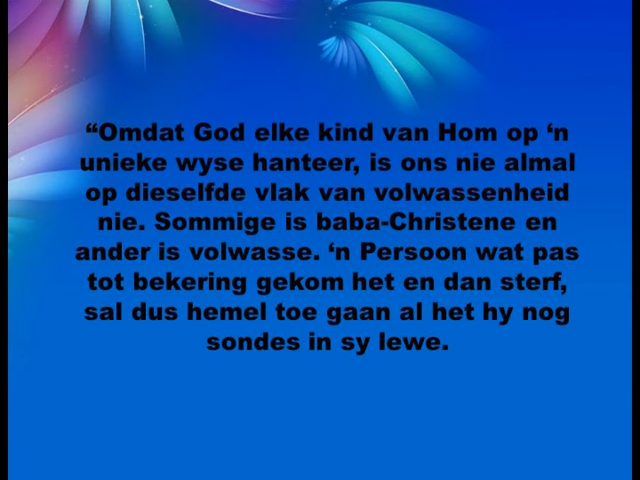 “Omdat God elke kind van Hom op ‘n
unieke wyse hanteer, is ons nie almal
op dieselfde vlak van volwassenheid
nie. Sommige is baba-Christene en
ander is volwasse. ‘n Persoon wat pas
tot bekering gekom het en dan sterf,
sal dus hemel toe gaan al het hy nog
sondes in sy lewe.